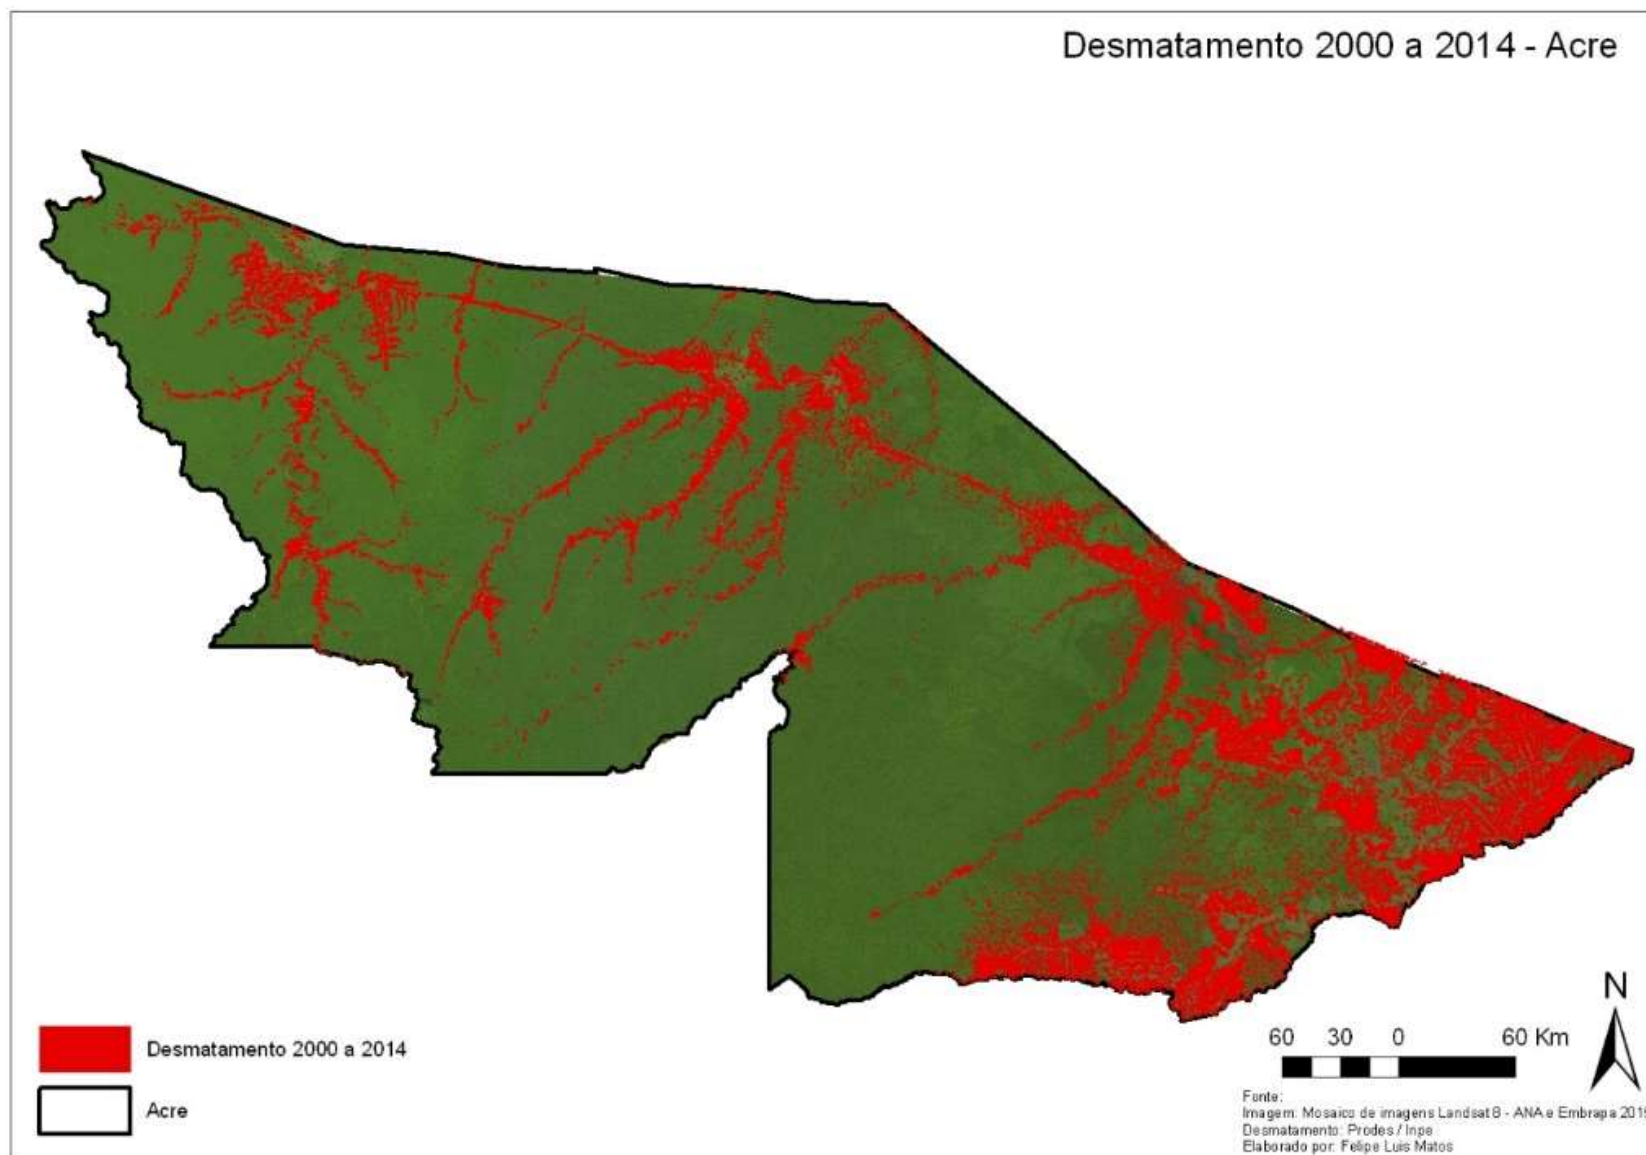 Desmatamento 2000 a 2014 - Acre
N
60 30 0 60 Km
Desmatamento 2000 a 2014
Acre
Fonte:
Imagem: Mosaico de imagens Landsat 8 - ANA e Embrapa
Desmatamento: Prodes / Inpe
Elaborado por: Felipe Luis Matos